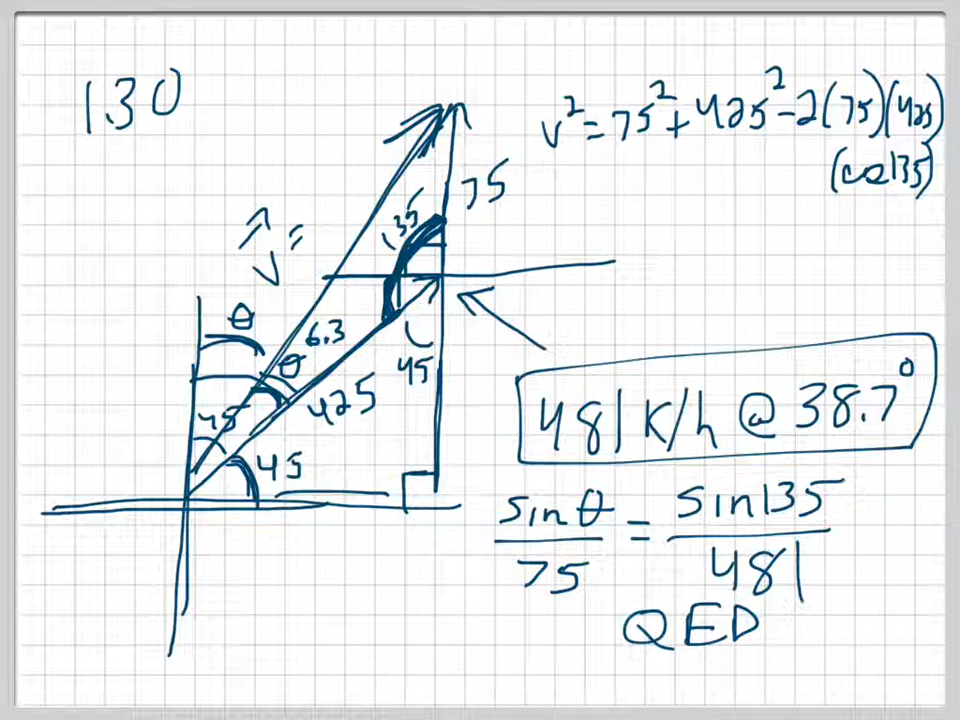 130
v² = 75² + 425² - 2(75)(425)
(cos135)
75
135
v =
θ
6.3
θ
45
425
45
45
481 K/h @ 38.7°
sinθ/75 = sin135/481
QED